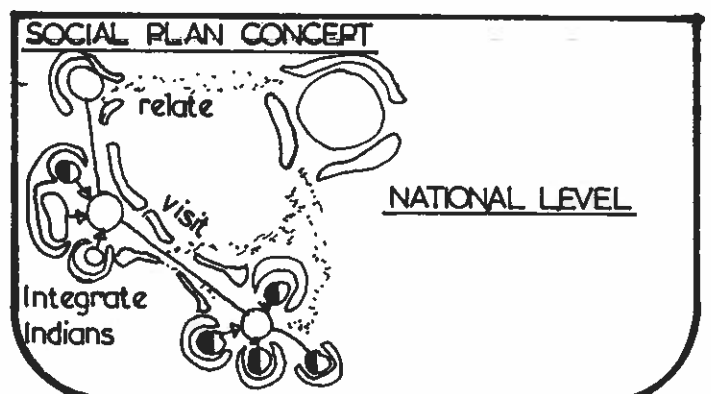 SOCIAL PLAN CONCEPT
relate
visit
NATIONAL LEVEL
Integrate
Indians